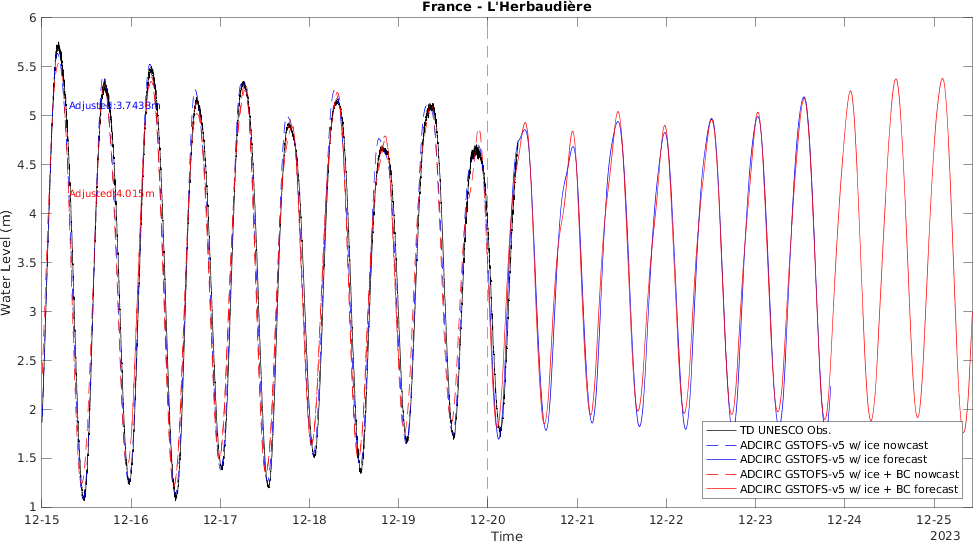 France - L'Herbaudière
Water Level (m)
6
5.5
5
4.5
4
3.5
3
2.5
2
1.5
1
Adjusted:3.7438m
Adjusted:4.015m
TD UNESCO Obs.
ADCIRC GSTOFS-v5 w/ ice nowcast
ADCIRC GSTOFS-v5 w/ ice forecast
ADCIRC GSTOFS-v5 w/ ice + BC nowcast
ADCIRC GSTOFS-v5 w/ ice + BC forecast
12-15 12-16 12-17 12-18 12-19 12-20 12-21 12-22 12-23 12-24 12-25
Time
2023